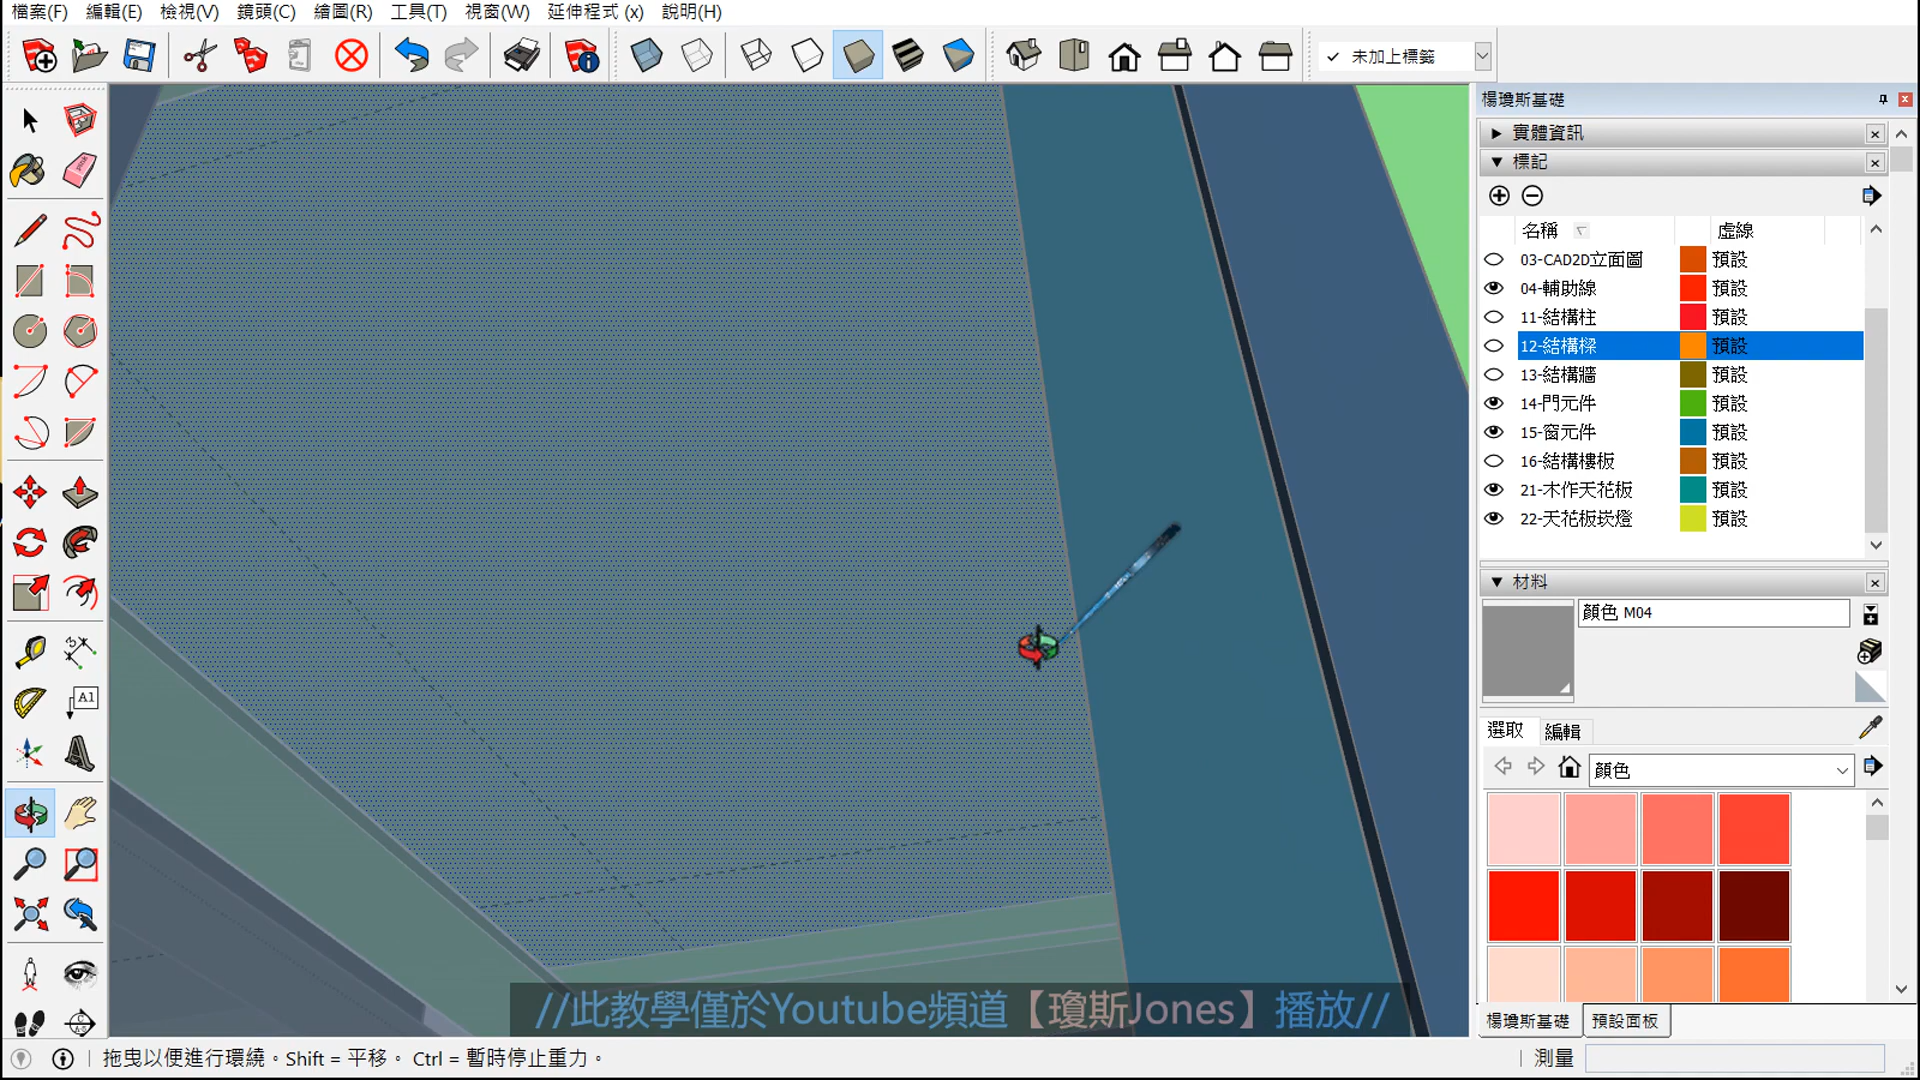 檔案(F) 編輯(E) 檢視(V) 鏡頭(C) 繪圖(R) 工具(T) 視窗(W) 延伸程式 (x) 說明(H)
未加上標籤
楊瓊斯基礎
實體資訊
標記
名稱 虛線
03-CAD2D立面圖 預設
04-輔助線 預設
11-結構柱 預設
12-結構樑 預設
13-結構牆 預設
14-門元件 預設
15-窗元件 預設
16-結構樓板 預設
21-木作天花板 預設
22-天花板崁燈 預設
材料
顏色 M04
選取 編輯
顏色
A1
//此教學僅於Youtube頻道【瓊斯Jones】播放//
楊瓊斯基礎 預設面板
拖曳以便進行環繞。Shift = 平移。 Ctrl = 暫時停止重力。
測量